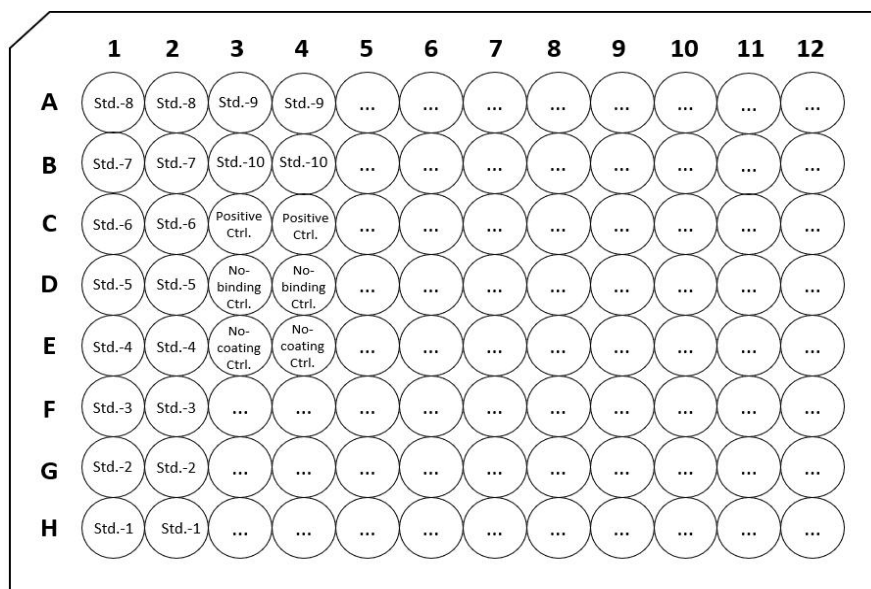 1 2 3 4 5 6 7 8 9 10 11 12
A Std.-8 Std.-8 Std.-9 Std.-9 ... ... ... ... ... ... ... ...
B Std.-7 Std.-7 Std.-10 Std.-10 ... ... ... ... ... ... ... ...
C Std.-6 Std.-6 Positive Ctrl. Positive Ctrl. ... ... ... ... ... ... ... ...
D Std.-5 Std.-5 No-binding Ctrl. No-binding Ctrl. ... ... ... ... ... ... ... ...
E Std.-4 Std.-4 No-coating Ctrl. No-coating Ctrl. ... ... ... ... ... ... ... ...
F Std.-3 Std.-3 ... ... ... ... ... ... ... ... ... ...
G Std.-2 Std.-2 ... ... ... ... ... ... ... ... ... ...
H Std.-1 Std.-1 ... ... ... ... ... ... ... ... ... ...